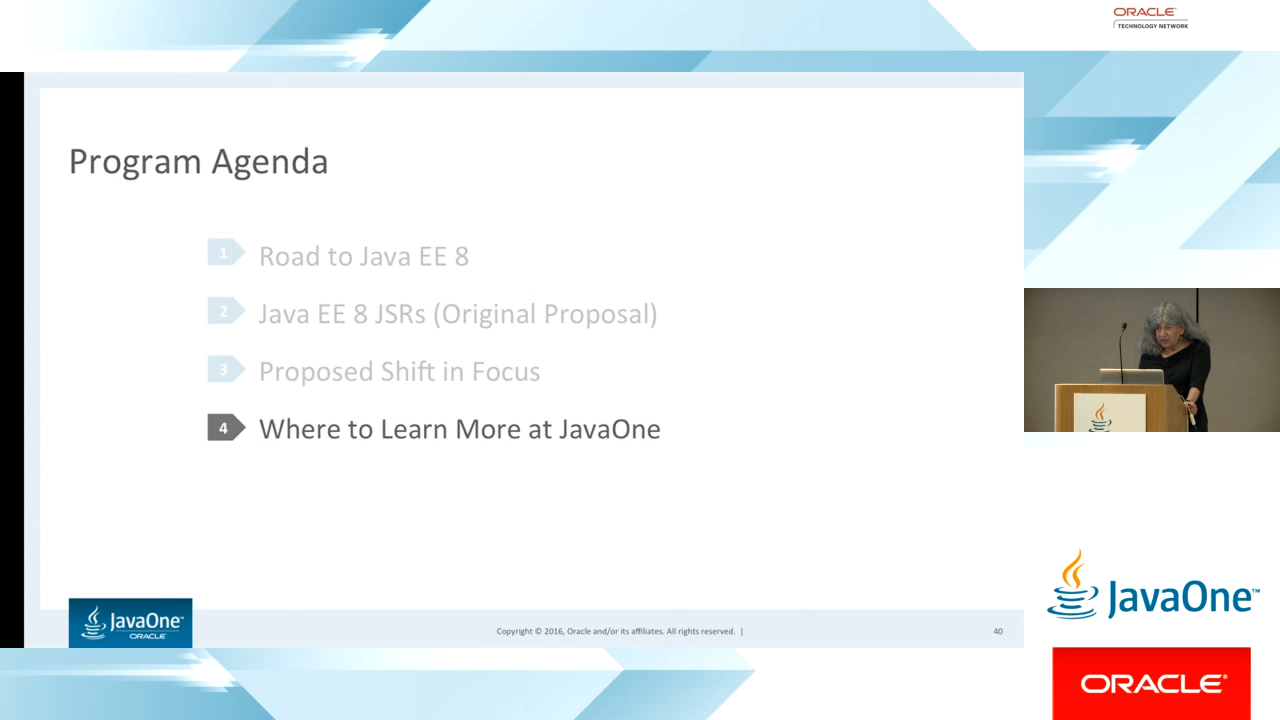 ORACLE
TECHNOLOGY NETWORK
Program Agenda
1 Road to Java EE 8
2 Java EE 8 JSRs (Original Proposal)
3 Proposed Shift in Focus
4 Where to Learn More at JavaOne
JavaOne™
ORACLE
Copyright © 2016, Oracle and/or its affiliates. All rights reserved. |
40
JavaOne™
ORACLE